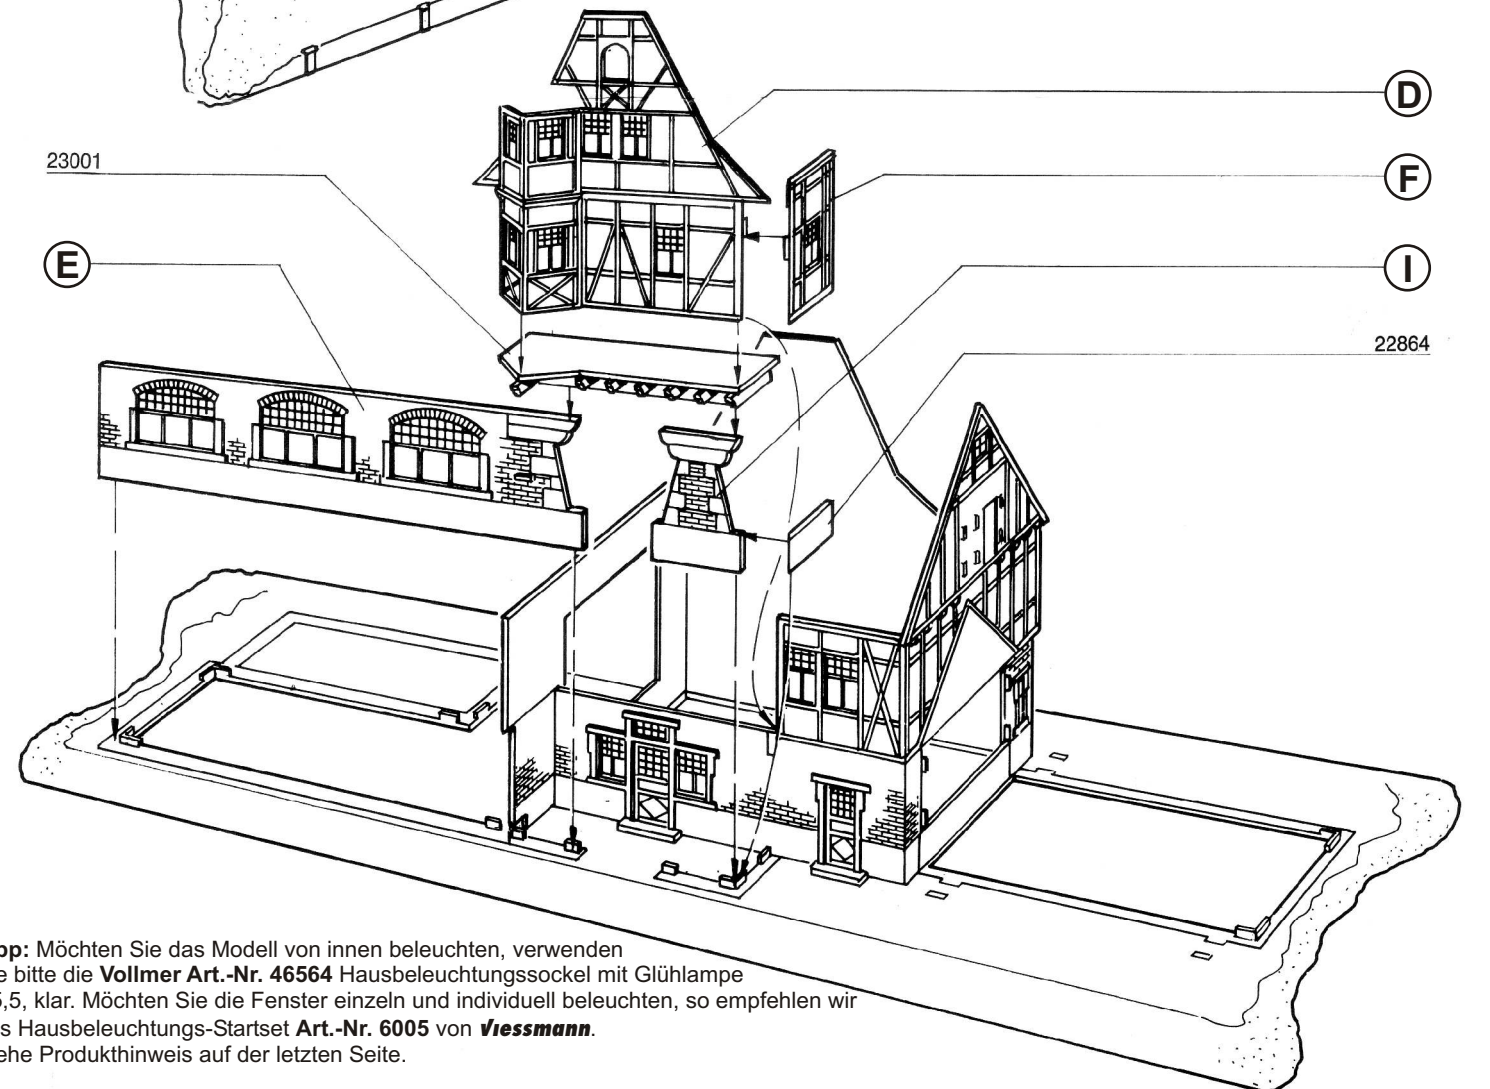 D
23001
F
E
I
22864
pp: Möchten Sie das Modell von innen beleuchten, verwenden
e bitte die Vollmer Art.-Nr. 46564 Hausbeleuchtungssockel mit Glühlampe
5,5, klar. Möchten Sie die Fenster einzeln und individuell beleuchten, so empfehlen wir
s Hausbeleuchtungs-Startset Art.-Nr. 6005 von Viessmann.
ehe Produkthinweis auf der letzten Seite.